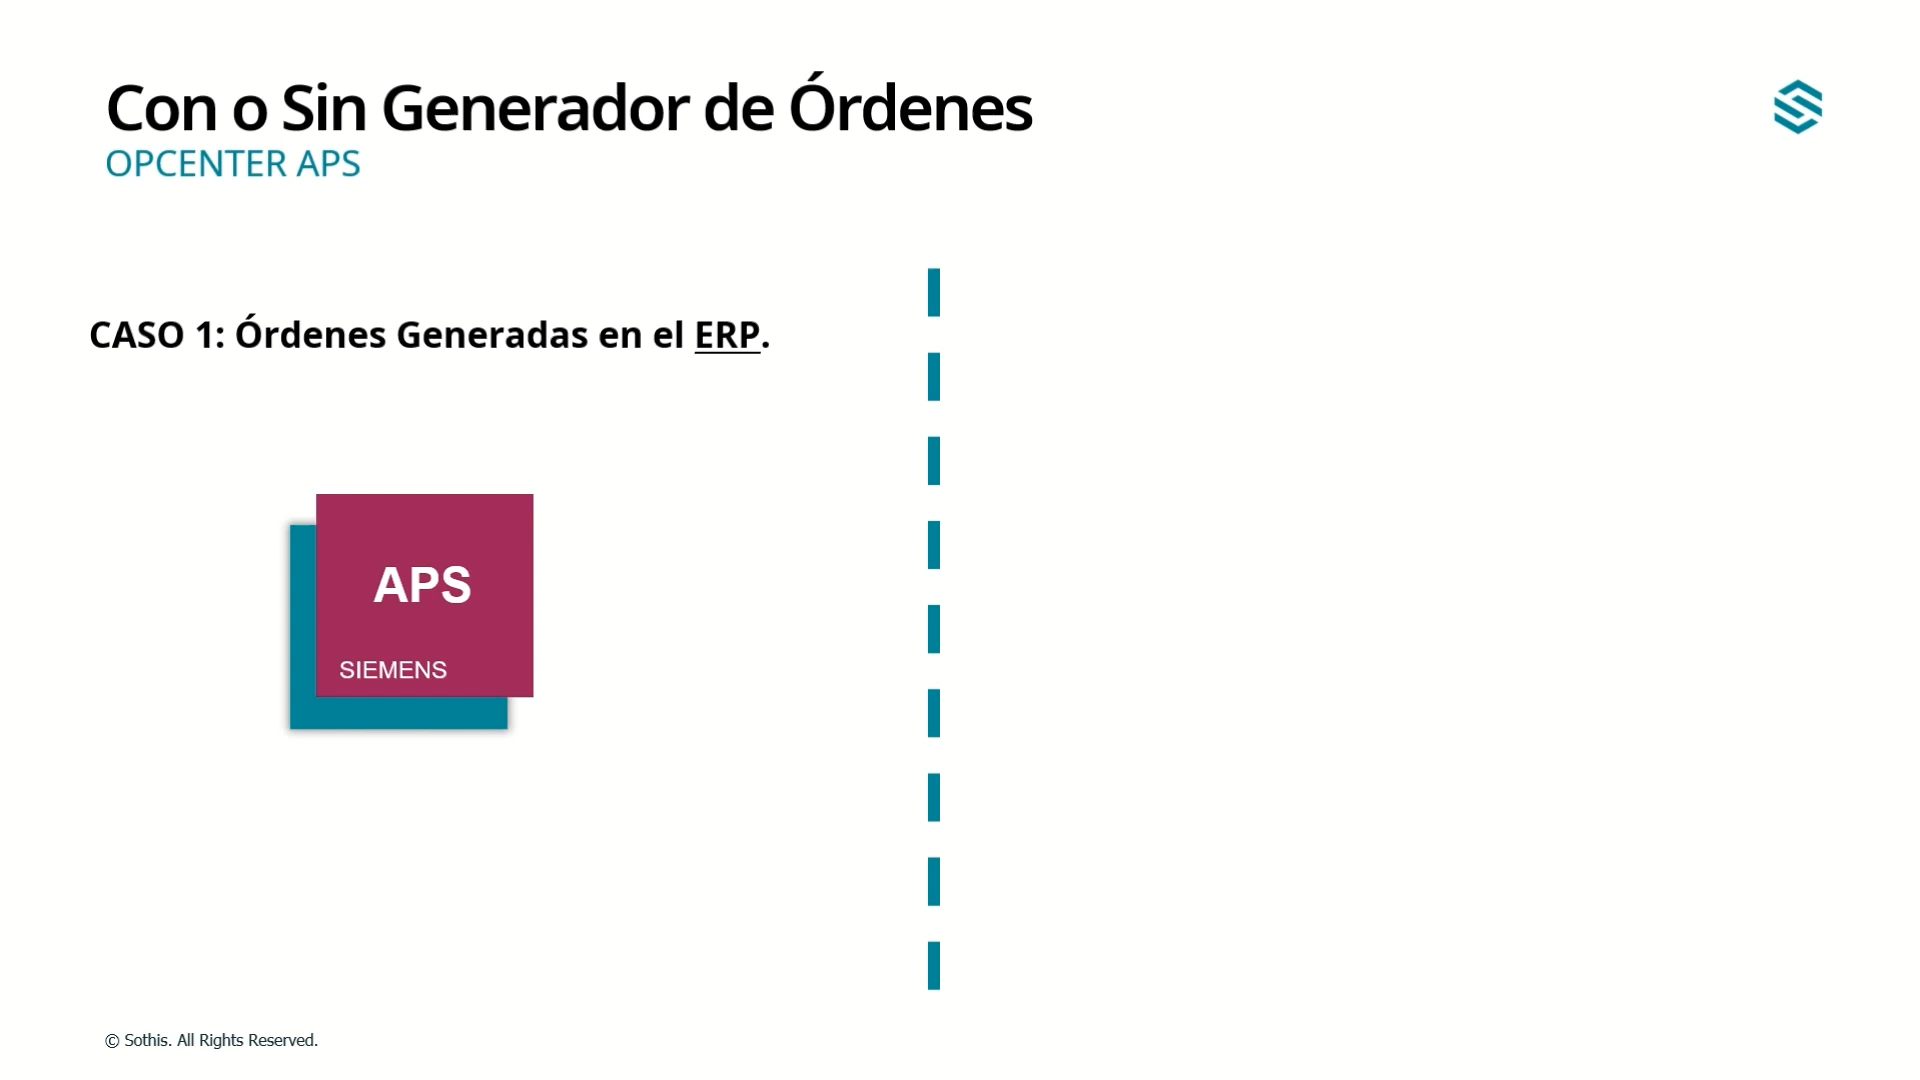 Con o Sin Generador de Órdenes
OPCENTER APS
CASO 1: Órdenes Generadas en el ERP.
APS
SIEMENS
© Sothis. All Rights Reserved.